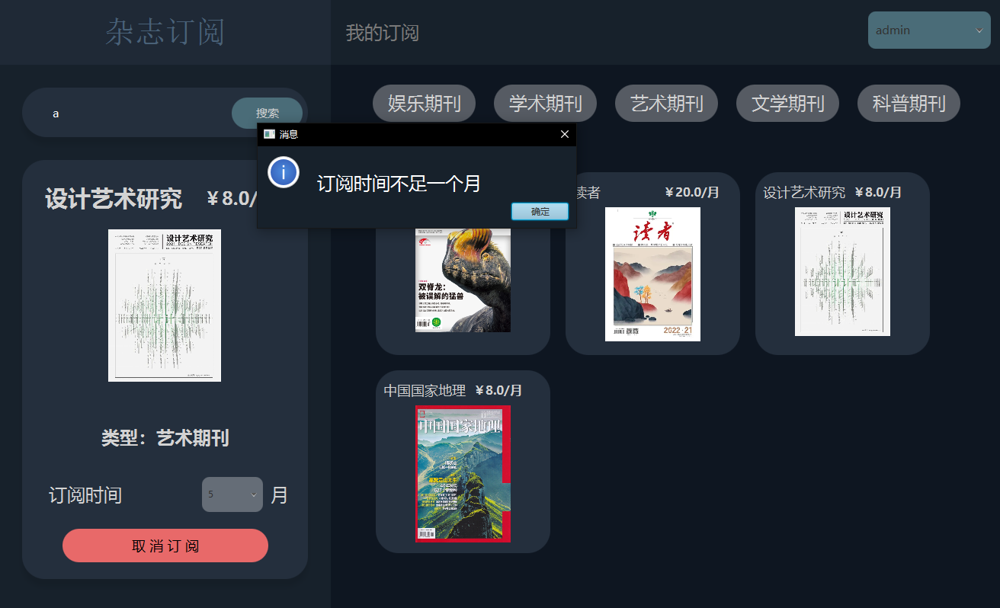 杂志订阅
我的订阅
admin
a
搜索
娱乐期刊
学术期刊
艺术期刊
文学期刊
科普期刊
消息
订阅时间不足一个月
确定
设计艺术研究
￥8.0/
设计艺术研究
2021 DESIGN RESEARCH
类型：艺术期刊
订阅时间
5
月
取消订阅
双脊龙：
被误解的猛兽
读者
￥20.0/月
读者
2022·21
设计艺术研究
￥8.0/月
设计艺术研究
中国国家地理
￥8.0/月
中国国家地理